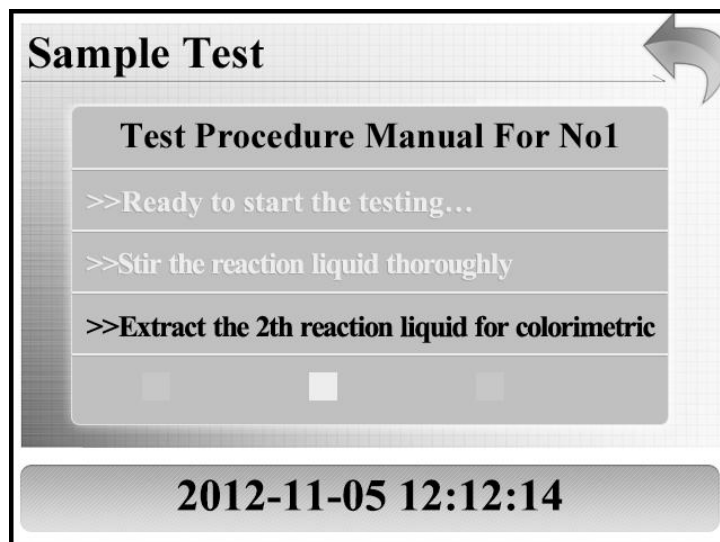 Sample Test
Test Procedure Manual For No1
>>Ready to start the testing…
>>Stir the reaction liquid thoroughly
>>Extract the 2th reaction liquid for colorimetric
2012-11-05 12:12:14